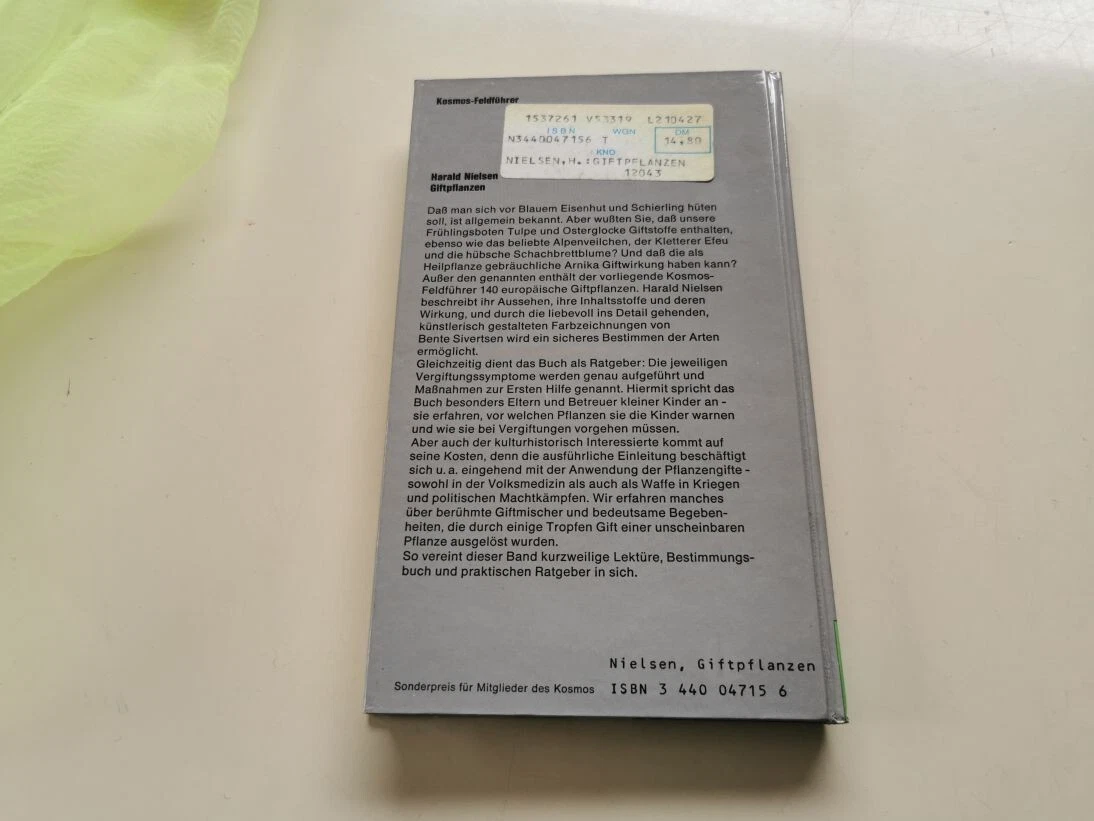 Kosmos-Feldführer
1537261 V53319 L210427
ISBN WGN DM
N3440047156 T 14,80
KNO
NIELSEN,H.:GIFTPFLANZEN
12043
Harald Nielsen
Giftpflanzen
Daß man sich vor Blauem Eisenhut und Schierling hüten
soll, ist allgemein bekannt. Aber wußten Sie, daß unsere
Frühlingsboten Tulpe und Osterglocke Giftstoffe enthalten,
ebenso wie das beliebte Alpenveilchen, der Kletterer Efeu
und die hübsche Schachbrettblume? Und daß die als
Heilpflanze gebräuchliche Arnika Giftwirkung haben kann?
Außer den genannten enthält der vorliegende Kosmos-
Feldführer 140 europäische Giftpflanzen. Harald Nielsen
beschreibt ihr Aussehen, ihre Inhaltsstoffe und deren
Wirkung, und durch die liebevoll ins Detail gehenden,
künstlerisch gestalteten Farbzeichnungen von
Bente Sivertsen wird ein sicheres Bestimmen der Arten
ermöglicht.
Gleichzeitig dient das Buch als Ratgeber: Die jeweiligen
Vergiftungssymptome werden genau aufgeführt und
Maßnahmen zur Ersten Hilfe genannt. Hiermit spricht das
Buch besonders Eltern und Betreuer kleiner Kinder an -
sie erfahren, vor welchen Pflanzen sie die Kinder warnen
und wie sie bei Vergiftungen vorgehen müssen.
Aber auch der kulturhistorisch Interessierte kommt auf
seine Kosten, denn die ausführliche Einleitung beschäftigt
sich u. a. eingehend mit der Anwendung der Pflanzengifte -
sowohl in der Volksmedizin als auch als Waffe in Kriegen
und politischen Machtkämpfen. Wir erfahren manches
über berühmte Giftmischer und bedeutsame Begeben-
heiten, die durch einige Tropfen Gift einer unscheinbaren
Pflanze ausgelöst wurden.
So vereint dieser Band kurzweilige Lektüre, Bestimmungs-
buch und praktischen Ratgeber in sich.
Nielsen, Giftpflanzen
Sonderpreis für Mitglieder des Kosmos ISBN 3 440 04715 6